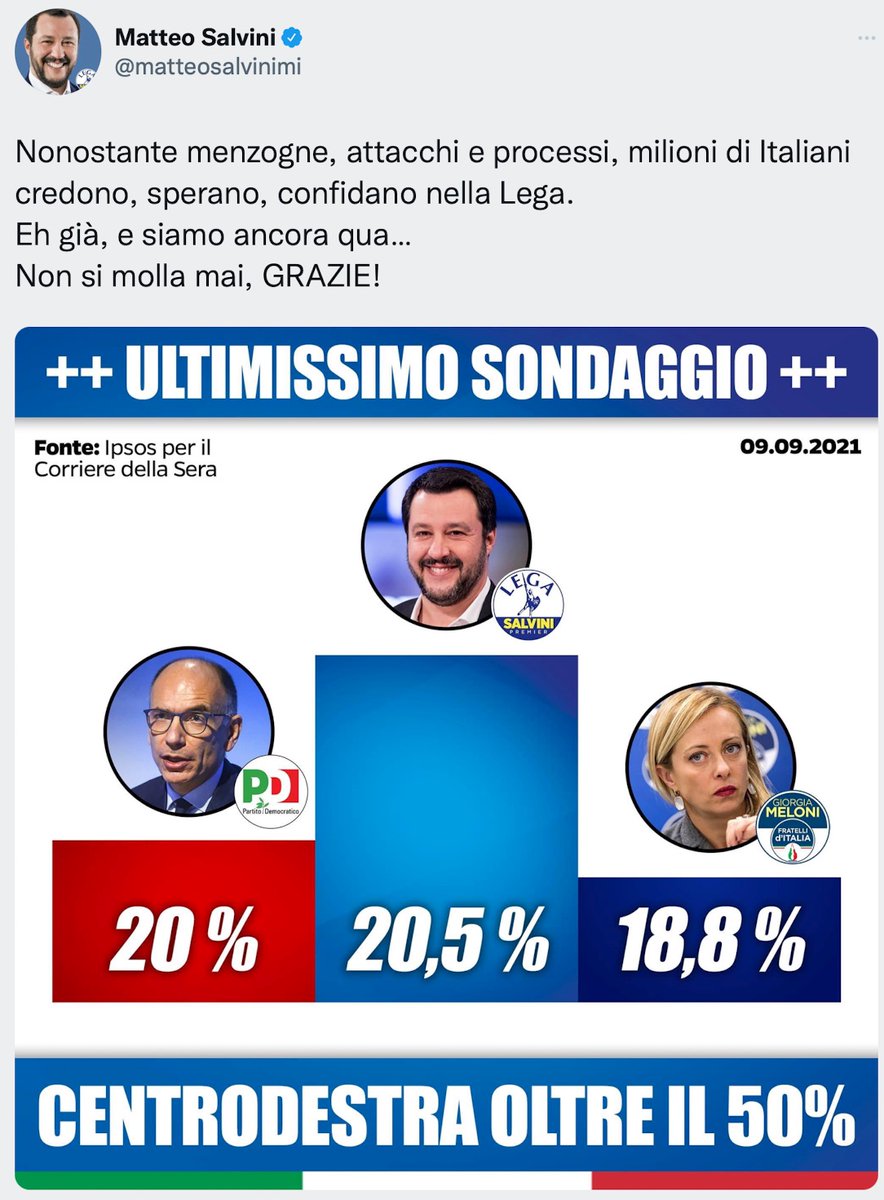 Matteo Salvini
@matteosalvinimi
Nonostante menzogne, attacchi e processi, milioni di Italiani
credono, sperano, confidano nella Lega.
Eh già, e siamo ancora qua...
Non si molla mai, GRAZIE!
++ ULTIMISSIMO SONDAGGIO ++
Fonte: Ipsos per il
Corriere della Sera
09.09.2021
LEGA
SALVINI
PREMIER
PD
Partito Democratico
GIORGIA
MELONI
FRATELLI
d'ITALIA
20 %
20,5 %
18,8 %
CENTRODESTRA OLTRE IL 50%